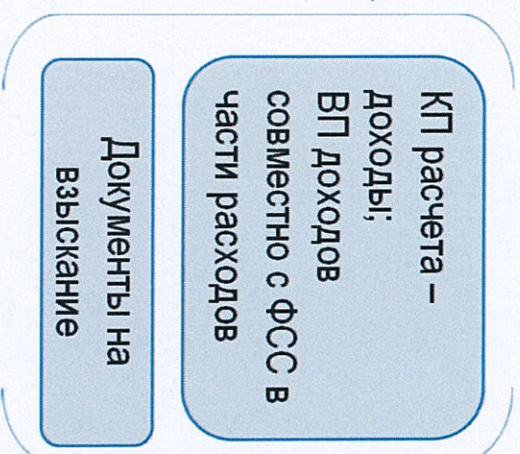 КП расчета –
доходы;
ВП доходов
совместно с ФСС в
части расходов
Документы на
взыскание